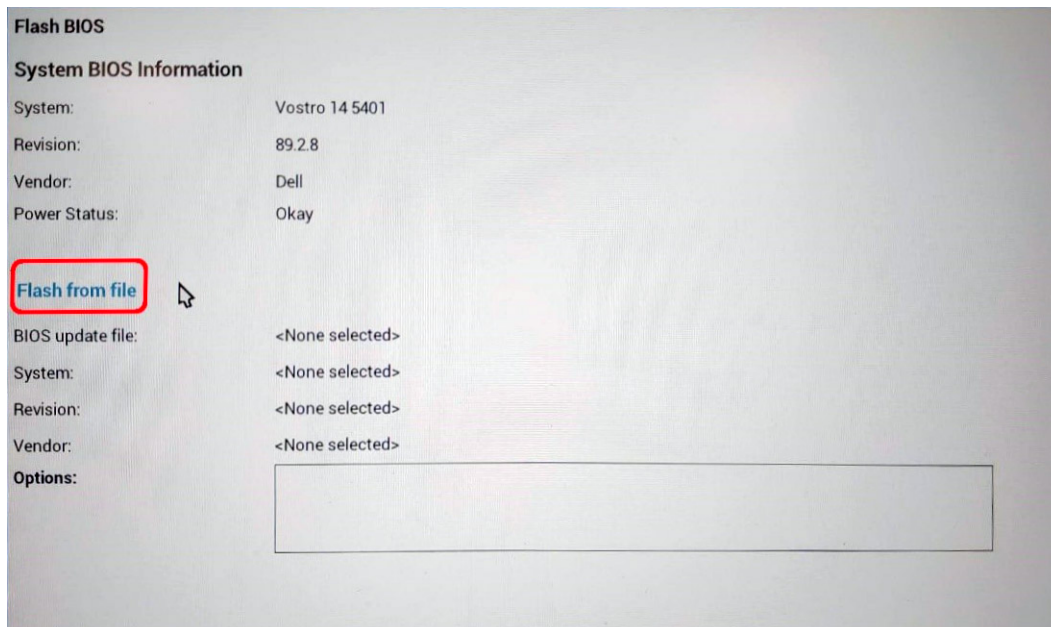 Flash BIOS
System BIOS Information
System: Vostro 14 5401
Revision: 89.2.8
Vendor: Dell
Power Status: Okay
Flash from file
BIOS update file: <None selected>
System: <None selected>
Revision: <None selected>
Vendor: <None selected>
Options: